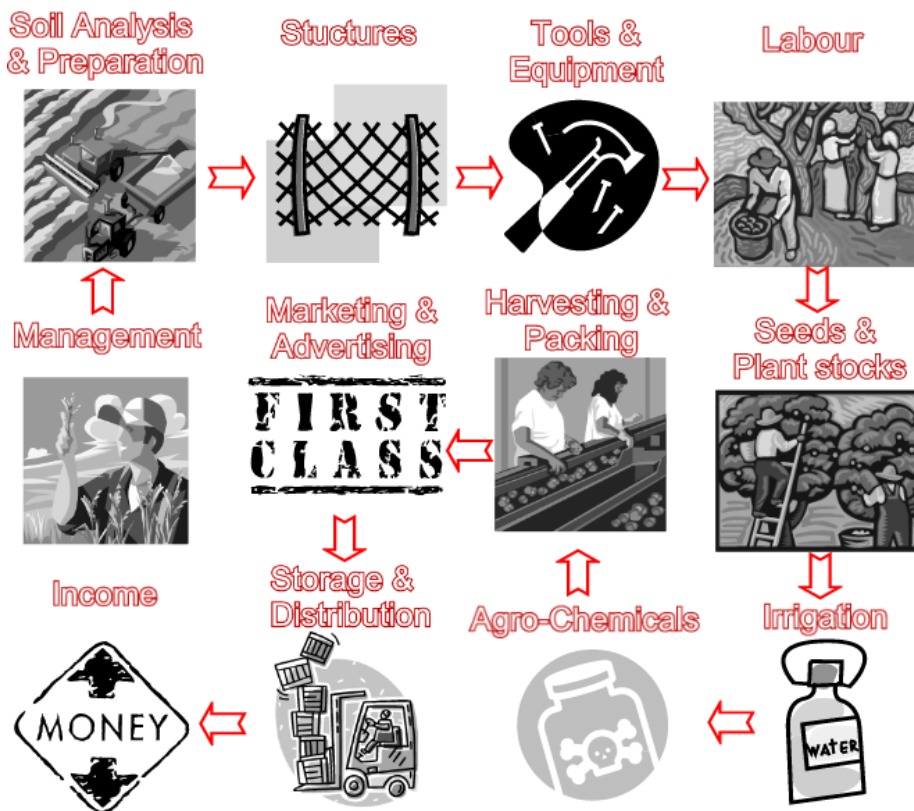 Soil Analysis
& Preparation
Stuctures
Tools &
Equipment
Labour
Management
Marketing &
Advertising
FIRST
CLASS
Harvesting &
Packing
Seeds &
Plant stocks
Income
MONEY
Storage &
Distribution
Agro-Chemicals
Irrigation
WATER